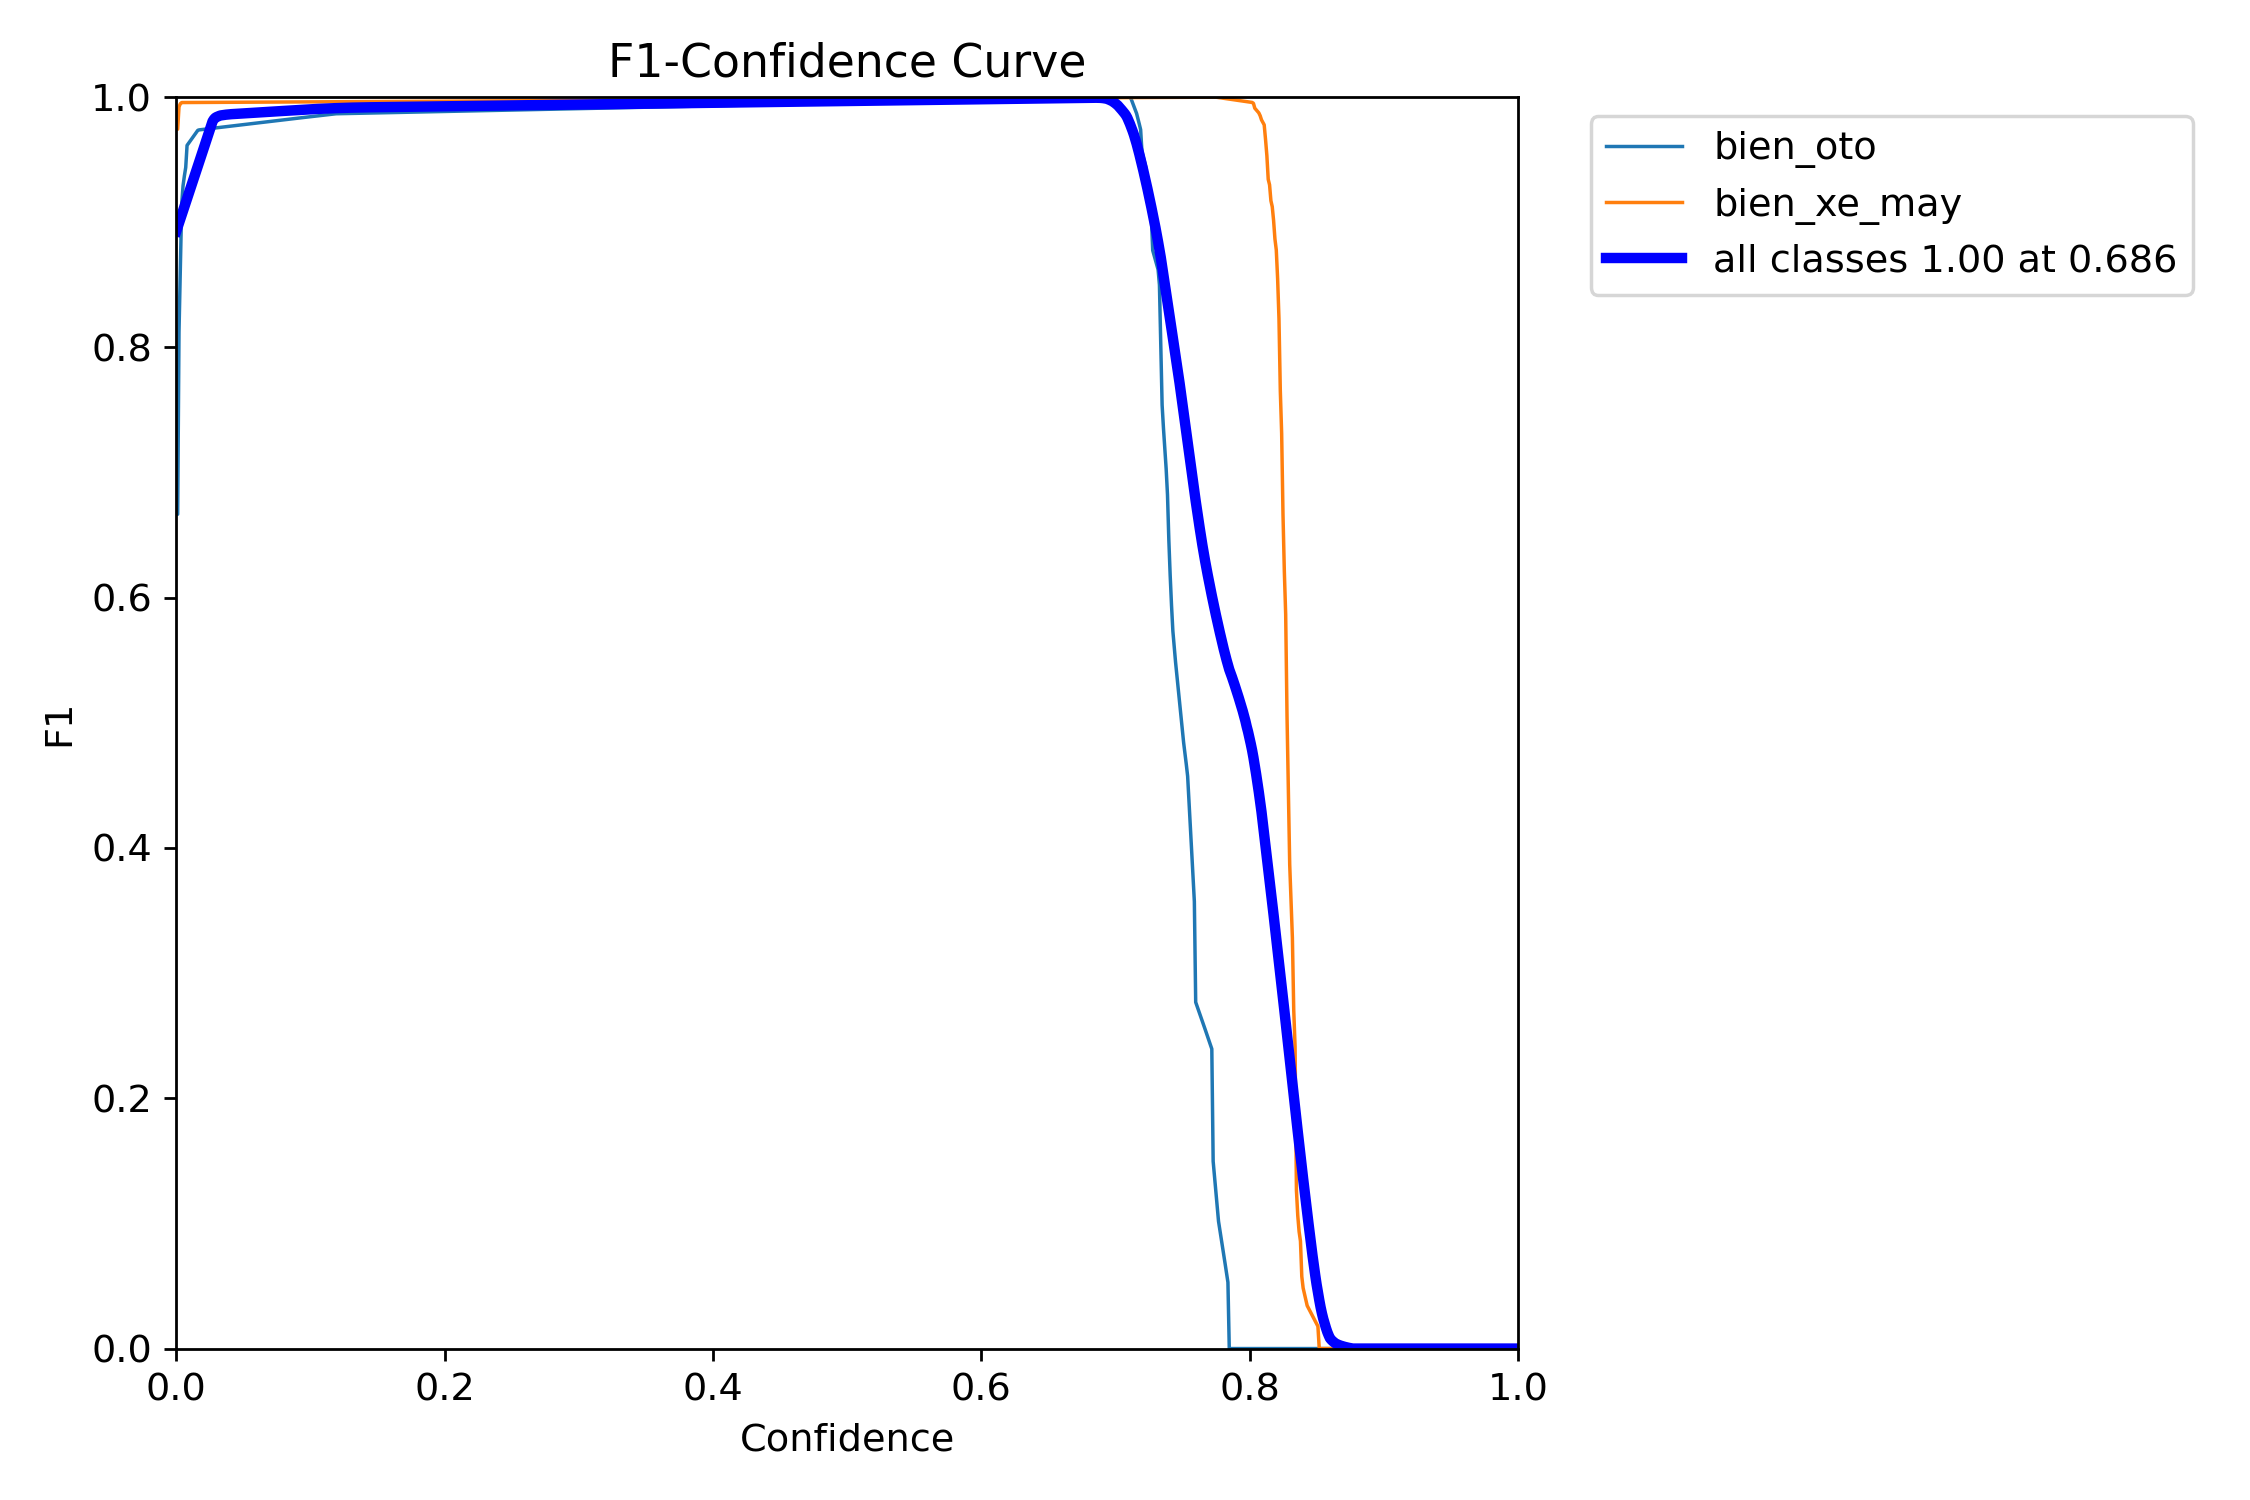 F1-Confidence Curve
1.0
0.8
0.6
0.4
0.2
0.0
F1
0.0 0.2 0.4 0.6 0.8 1.0
Confidence
bien_oto
bien_xe_may
all classes 1.00 at 0.686